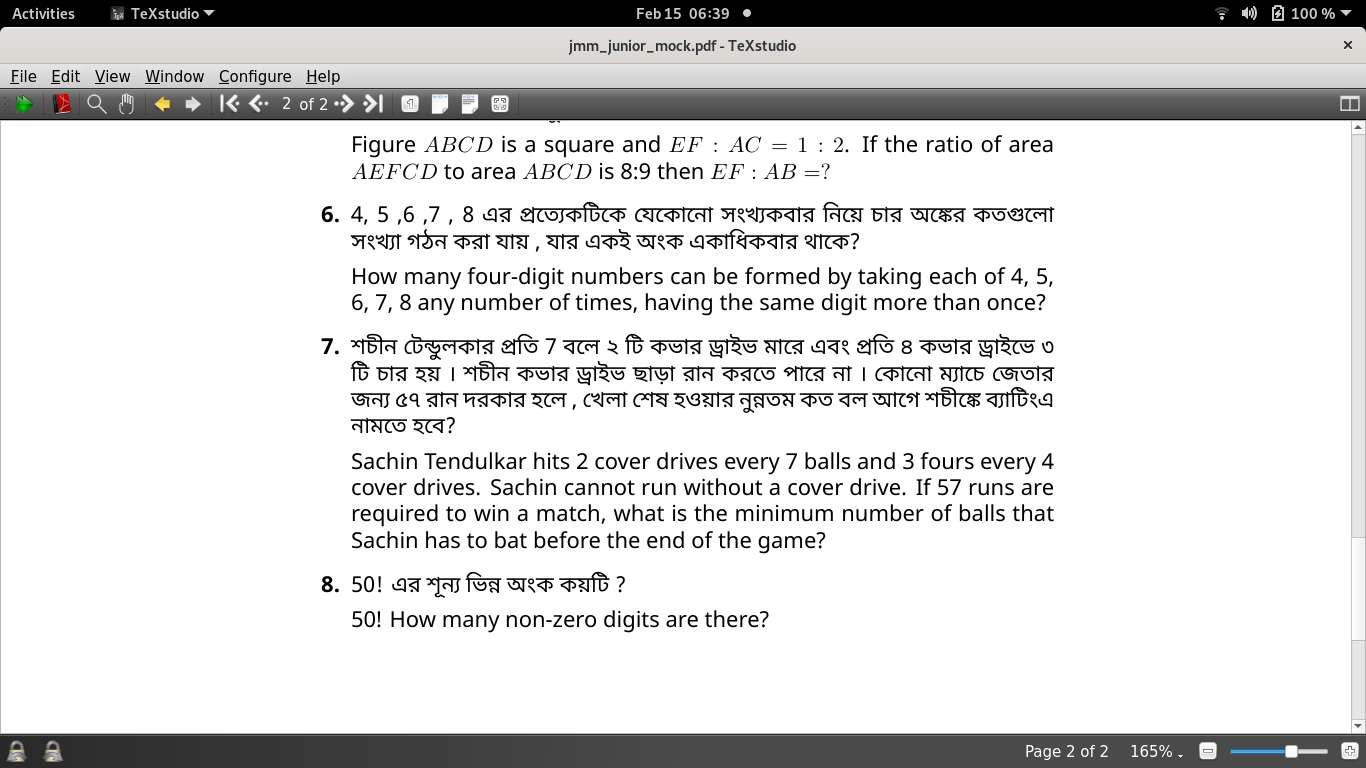 Activities TeXstudio Feb 15 06:39 100 %
jmm_junior_mock.pdf - TeXstudio
File Edit View Window Configure Help
2 of 2
Figure ABCD is a square and EF : AC = 1 : 2. If the ratio of area
AEFCD to area ABCD is 8:9 then EF : AB =?
6. 4, 5 ,6 ,7 , 8 এর প্রত্যেকটিকে যেকোনো সংখ্যকবার নিয়ে চার অঙ্কের কতগুলো
সংখ্যা গঠন করা যায় , যার একই অংক একাধিকবার থাকে?
How many four-digit numbers can be formed by taking each of 4, 5,
6, 7, 8 any number of times, having the same digit more than once?
7. শচীন টেন্ডুলকার প্রতি 7 বলে ২ টি কভার ড্রাইভ মারে এবং প্রতি ৪ কভার ড্রাইভে ৩
টি চার হয় । শচীন কভার ড্রাইভ ছাড়া রান করতে পারে না । কোনো ম্যাচে জেতার
জন্য ৫৭ রান দরকার হলে , খেলা শেষ হওয়ার নুন্নতম কত বল আগে শচীঙ্কে ব্যাটিংএ
নামতে হবে?
Sachin Tendulkar hits 2 cover drives every 7 balls and 3 fours every 4
cover drives. Sachin cannot run without a cover drive. If 57 runs are
required to win a match, what is the minimum number of balls that
Sachin has to bat before the end of the game?
8. 50! এর শূন্য ভিন্ন অংক কয়টি ?
50! How many non-zero digits are there?
Page 2 of 2 165%